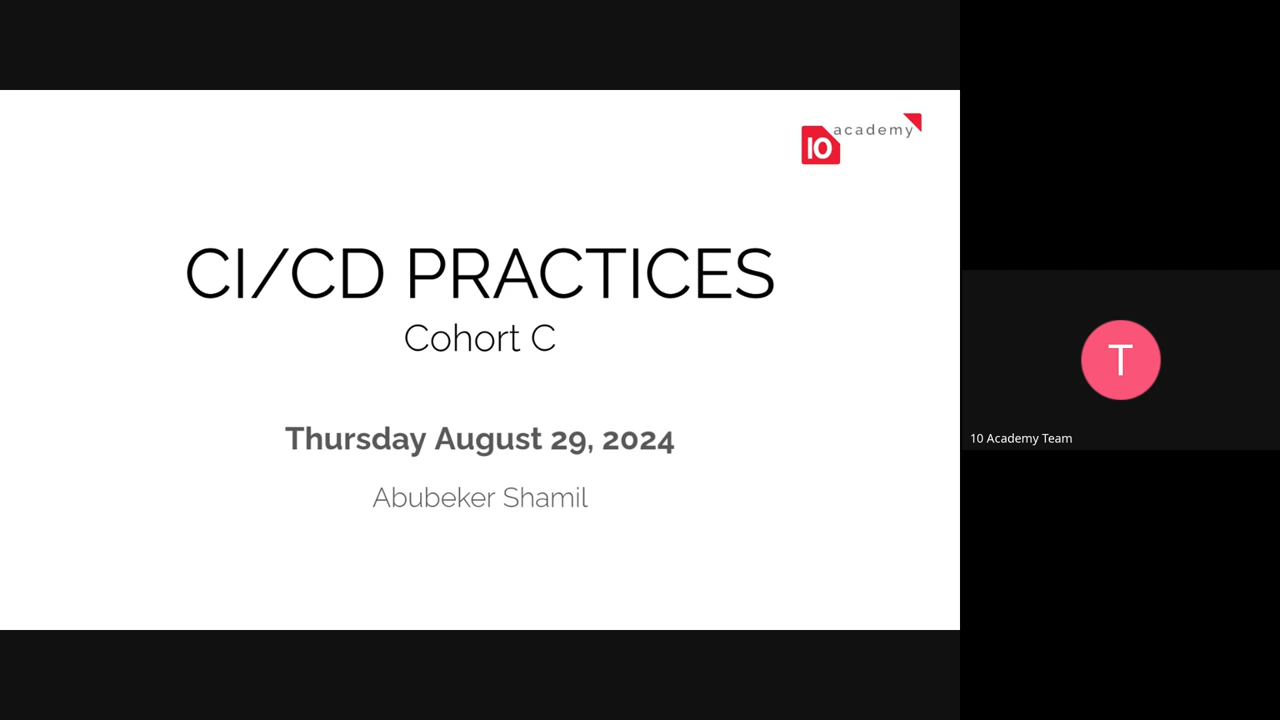 10 academy
CI/CD PRACTICES
Cohort C
Thursday August 29, 2024
Abubeker Shamil
T
10 Academy Team